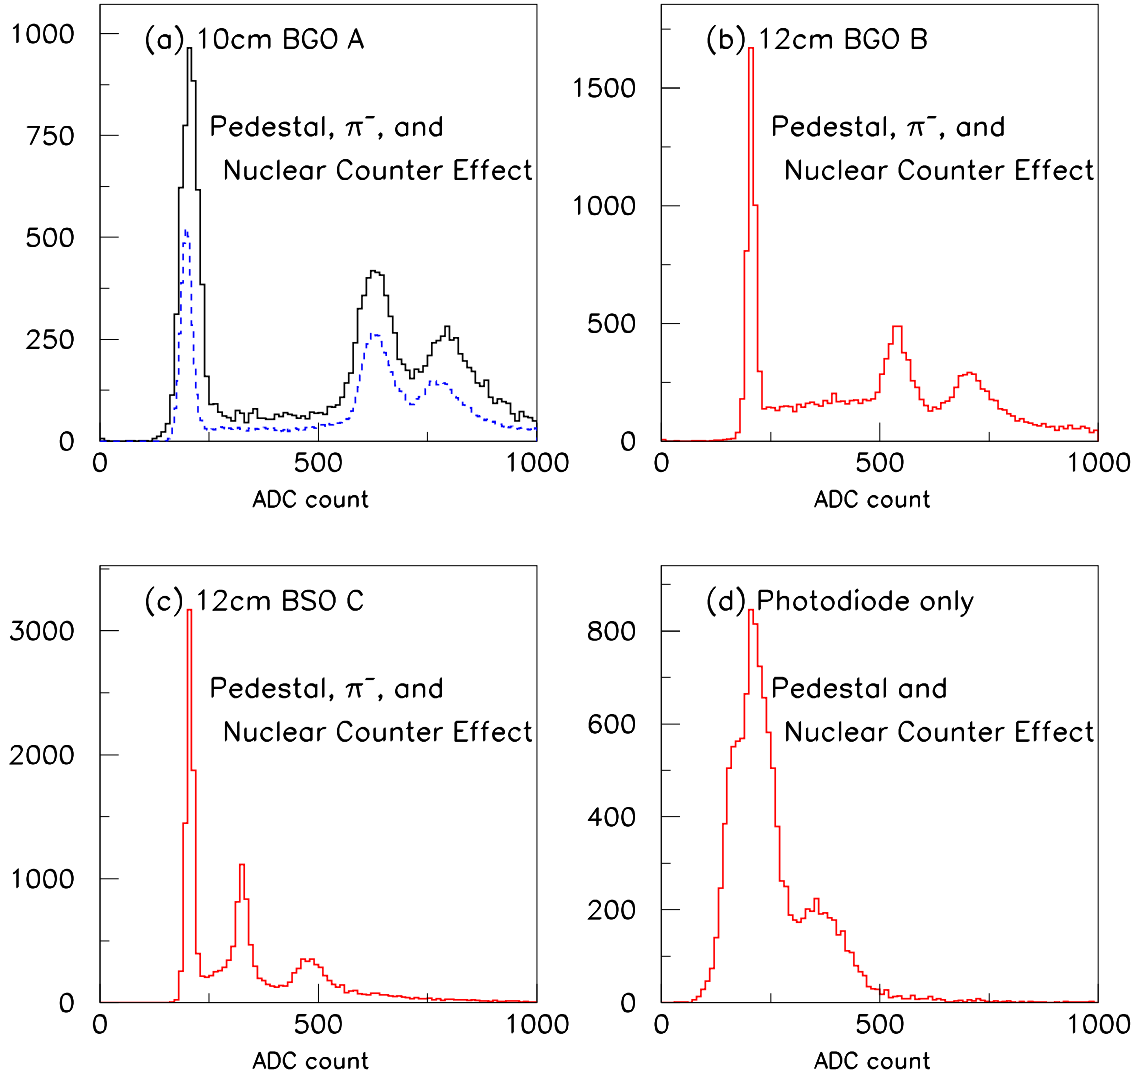 (a) 10cm BGO A
Pedestal, π⁻, and
Nuclear Counter Effect
1000
750
500
250
0
0 500 1000
ADC count
(b) 12cm BGO B
Pedestal, π⁻, and
Nuclear Counter Effect
1500
1000
500
0
0 500 1000
ADC count
(c) 12cm BSO C
Pedestal, π⁻, and
Nuclear Counter Effect
3000
2000
1000
0
0 500 1000
ADC count
(d) Photodiode only
Pedestal and
Nuclear Counter Effect
800
600
400
200
0
0 500 1000
ADC count